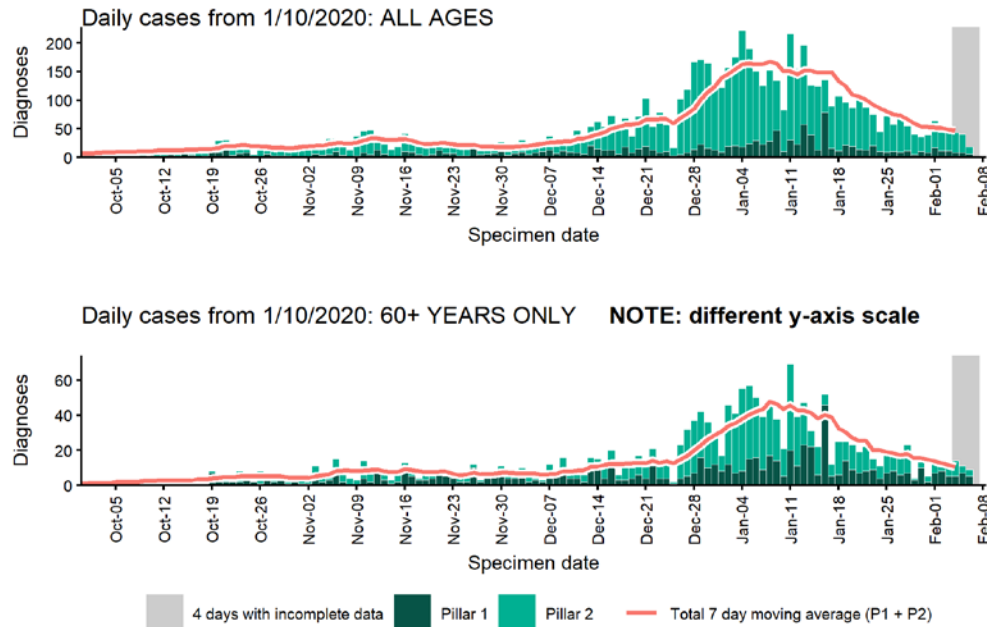 Daily cases from 1/10/2020: ALL AGES
Diagnoses
200
150
100
50
0
Oct-05
Oct-12
Oct-19
Oct-26
Nov-02
Nov-09
Nov-16
Nov-23
Nov-30
Dec-07
Dec-14
Dec-21
Dec-28
Jan-04
Jan-11
Jan-18
Jan-25
Feb-01
Feb-08
Specimen date
Daily cases from 1/10/2020: 60+ YEARS ONLY NOTE: different y-axis scale
Diagnoses
60
40
20
0
Oct-05
Oct-12
Oct-19
Oct-26
Nov-02
Nov-09
Nov-16
Nov-23
Nov-30
Dec-07
Dec-14
Dec-21
Dec-28
Jan-04
Jan-11
Jan-18
Jan-25
Feb-01
Feb-08
Specimen date
4 days with incomplete data Pillar 1 Pillar 2 Total 7 day moving average (P1 + P2)